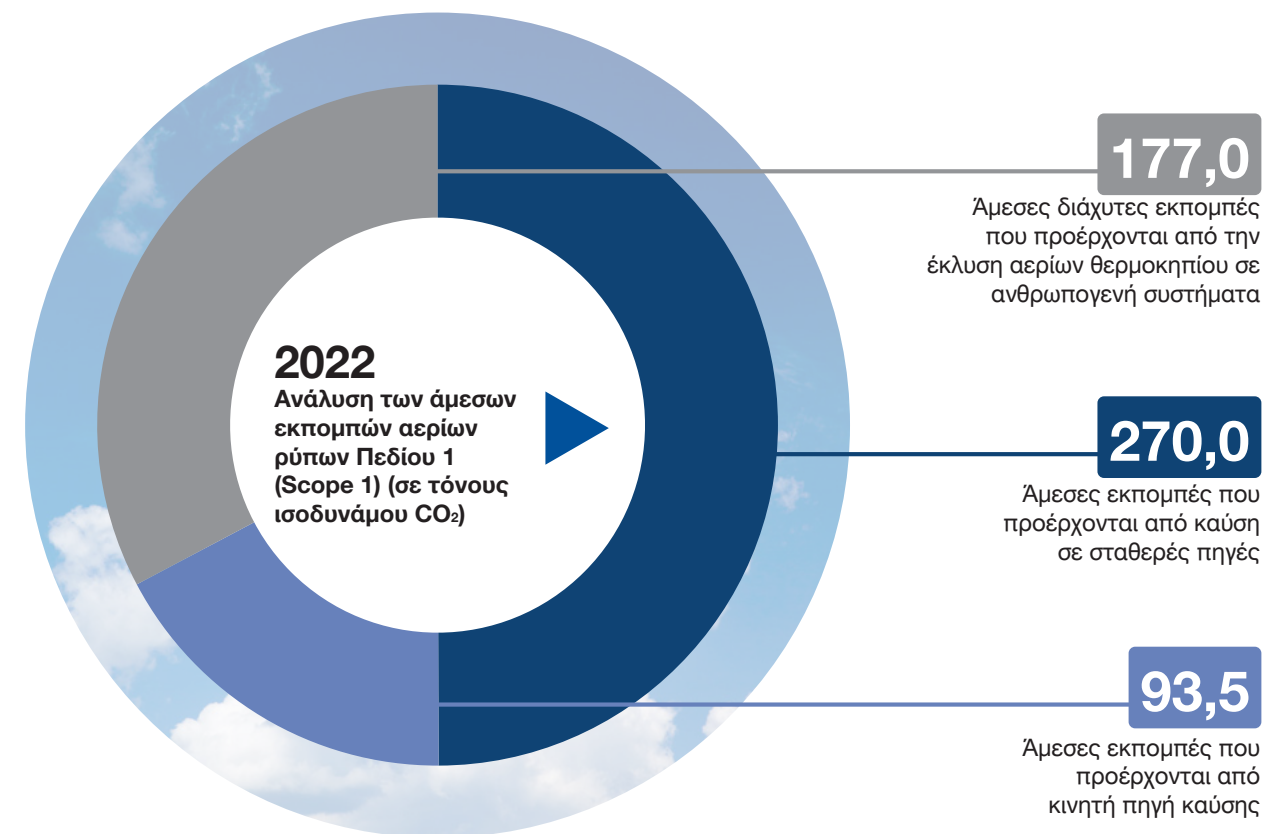 2022
Ανάλυση των άμεσων
εκπομπών αερίων
ρύπων Πεδίου 1
(Scope 1) (σε τόνους
ισοδυνάμου CO₂)
177,0
Άμεσες διάχυτες εκπομπές
που προέρχονται από την
έκλυση αερίων θερμοκηπίου σε
ανθρωπογενή συστήματα
270,0
Άμεσες εκπομπές που
προέρχονται από καύση
σε σταθερές πηγές
93,5
Άμεσες εκπομπές που
προέρχονται από
κινητή πηγή καύσης